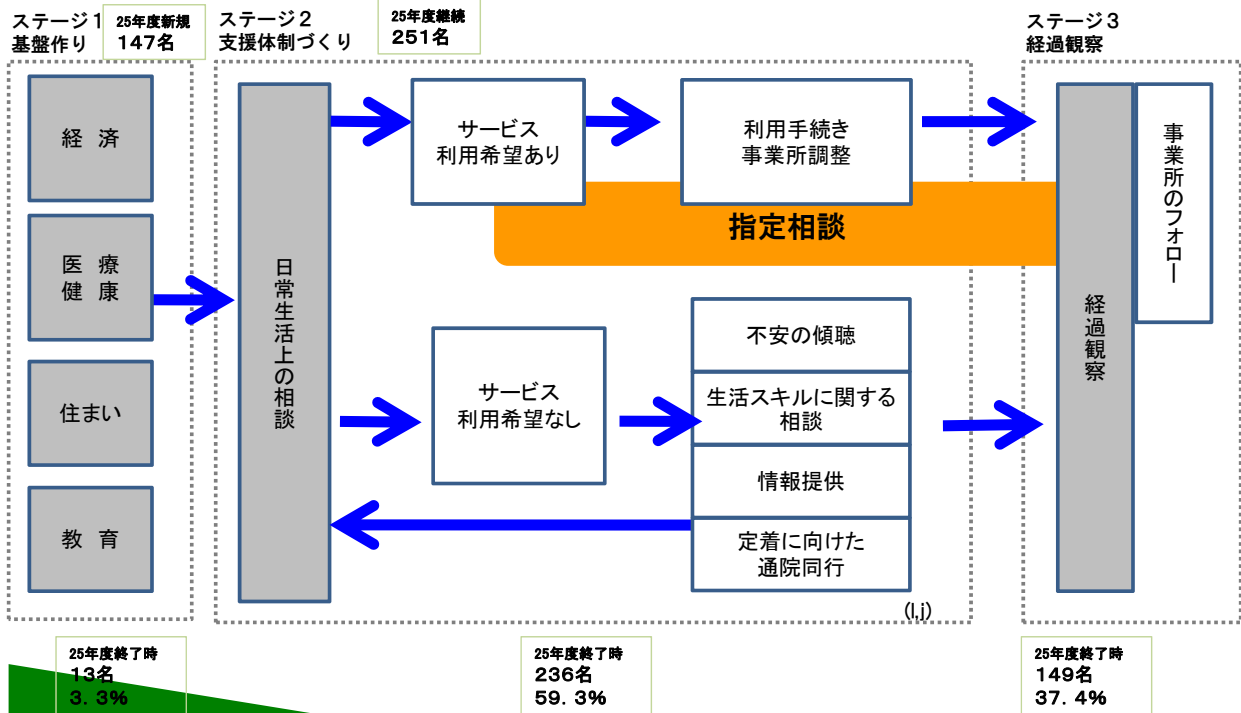 ステージ1
基盤作り
25年度新規
147名
ステージ2
支援体制づくり
25年度継続
251名
ステージ3
経過観察
経 済
医 療
健 康
住まい
教 育
日常生活上の相談
サービス
利用希望あり
利用手続き
事業所調整
指定相談
サービス
利用希望なし
不安の傾聴
生活スキルに関する
相談
情報提供
定着に向けた
通院同行
(I,j)
経過観察
事業所のフォロー
25年度終了時
13名
3. 3%
25年度終了時
236名
59. 3%
25年度終了時
149名
37. 4%